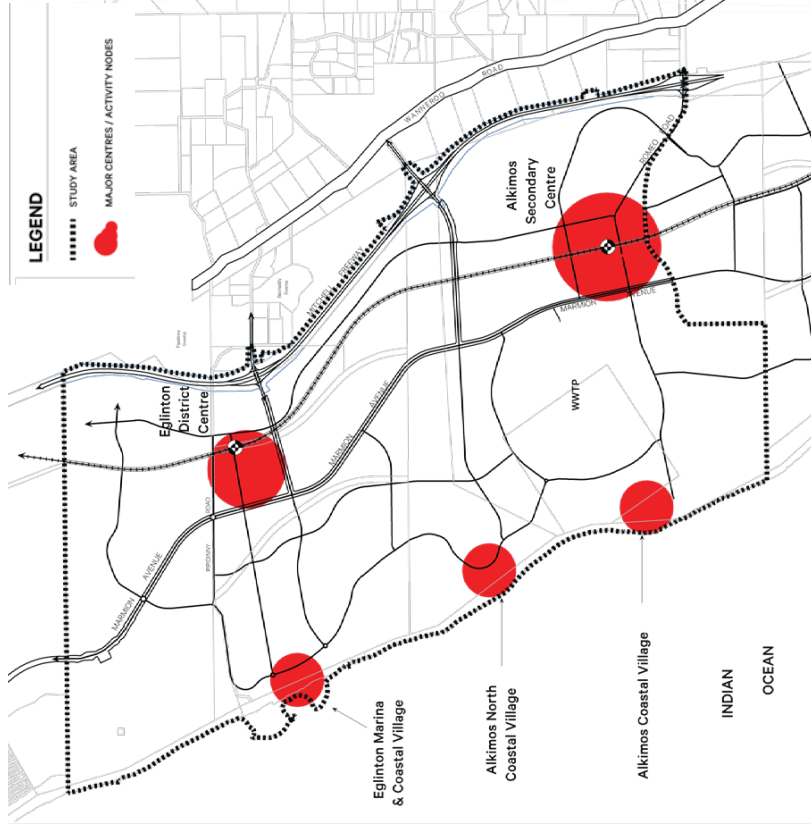 LEGEND
STUDY AREA
MAJOR CENTRES / ACTIVITY NODES
WANNEROO ROAD
MITCHELL FREEWAY
ROMEO ROAD
Alkimos
Secondary
Centre
MARMION AVENUE
Eglinton
District
Centre
MARMION AVENUE
PIPIDINNY ROAD
MARMION AVENUE
WWTP
Eglinton Marina
& Coastal Village
Alkimos North
Coastal Village
Alkimos Coastal Village
INDIAN
OCEAN